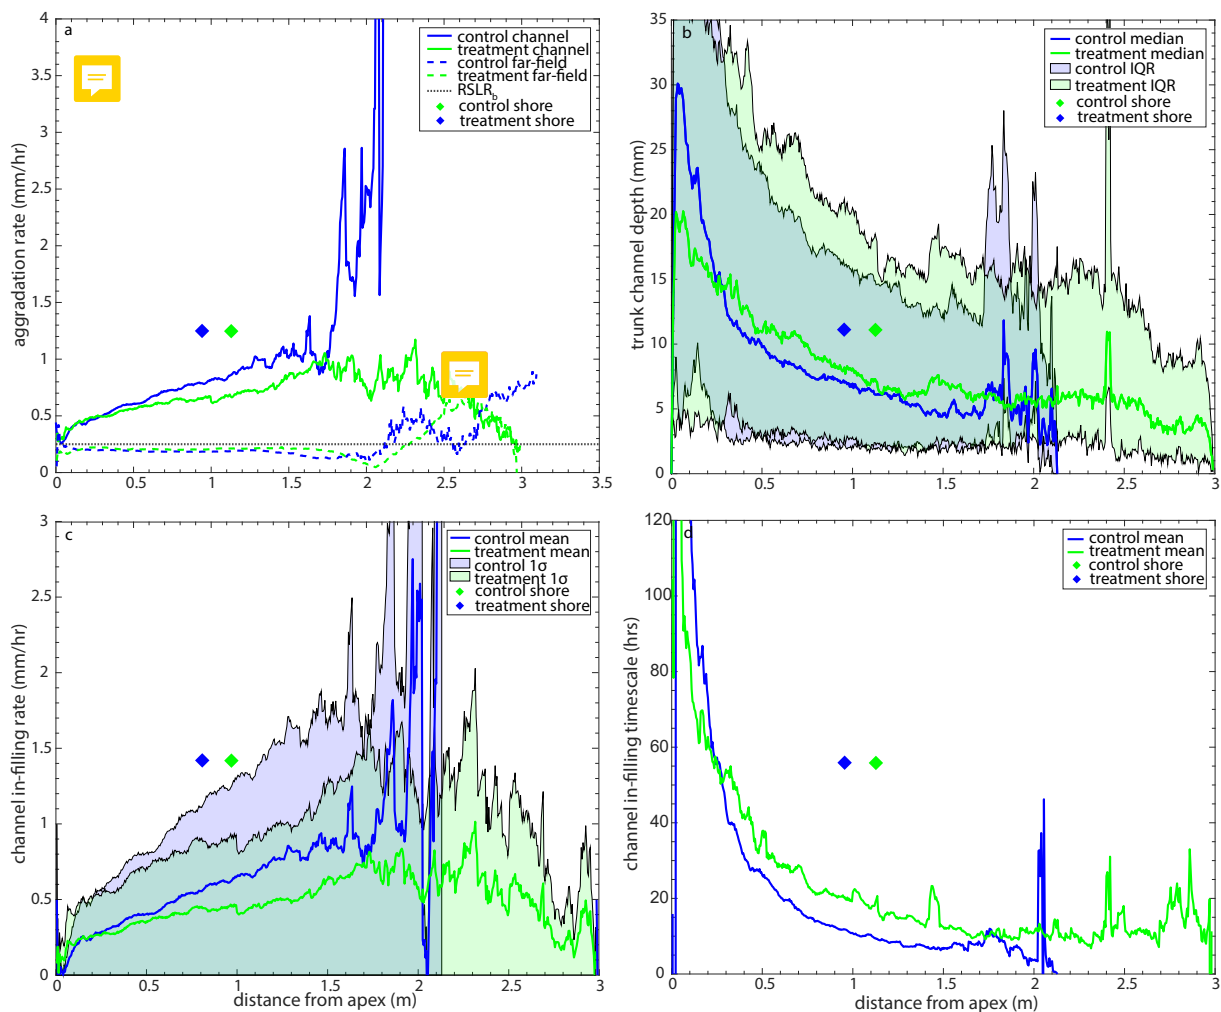 a
control channel
treatment channel
control far-field
treatment far-field
RSLRb
control shore
treatment shore
aggradation rate (mm/hr)
4
3.5
3
2.5
2
1.5
1
0.5
0
0 0.5 1 1.5 2 2.5 3 3.5
b
control median
treatment median
control IQR
treatment IQR
control shore
treatment shore
trunk channel depth (mm)
35
30
25
20
15
10
5
0
0 0.5 1 1.5 2 2.5 3
c
control mean
treatment mean
control 1σ
treatment 1σ
control shore
treatment shore
channel in-filling rate (mm/hr)
3
2.5
2
1.5
1
0.5
0
0 0.5 1 1.5 2 2.5 3
distance from apex (m)
d
control mean
treatment mean
control shore
treatment shore
channel in-filling timescale (hrs)
120
100
80
60
40
20
0
0 0.5 1 1.5 2 2.5 3
distance from apex (m)